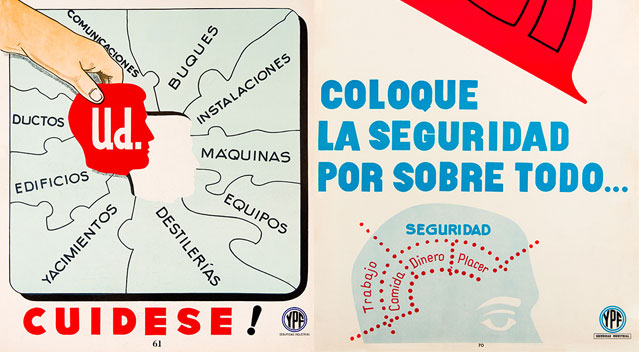 COMUNICACIONES
BUQUES
INSTALACIONES
DUCTOS
Ud.
MÁQUINAS
EDIFICIOS
EQUIPOS
YACIMIENTOS
DESTILERÍAS
CUIDESE!
61
YPF
SEGURIDAD INDUSTRIAL
COLOQUE
LA SEGURIDAD
POR SOBRE TODO...
SEGURIDAD
Trabajo
Comida
Dinero
Placer
70
YPF
SEGURIDAD INDUSTRIAL